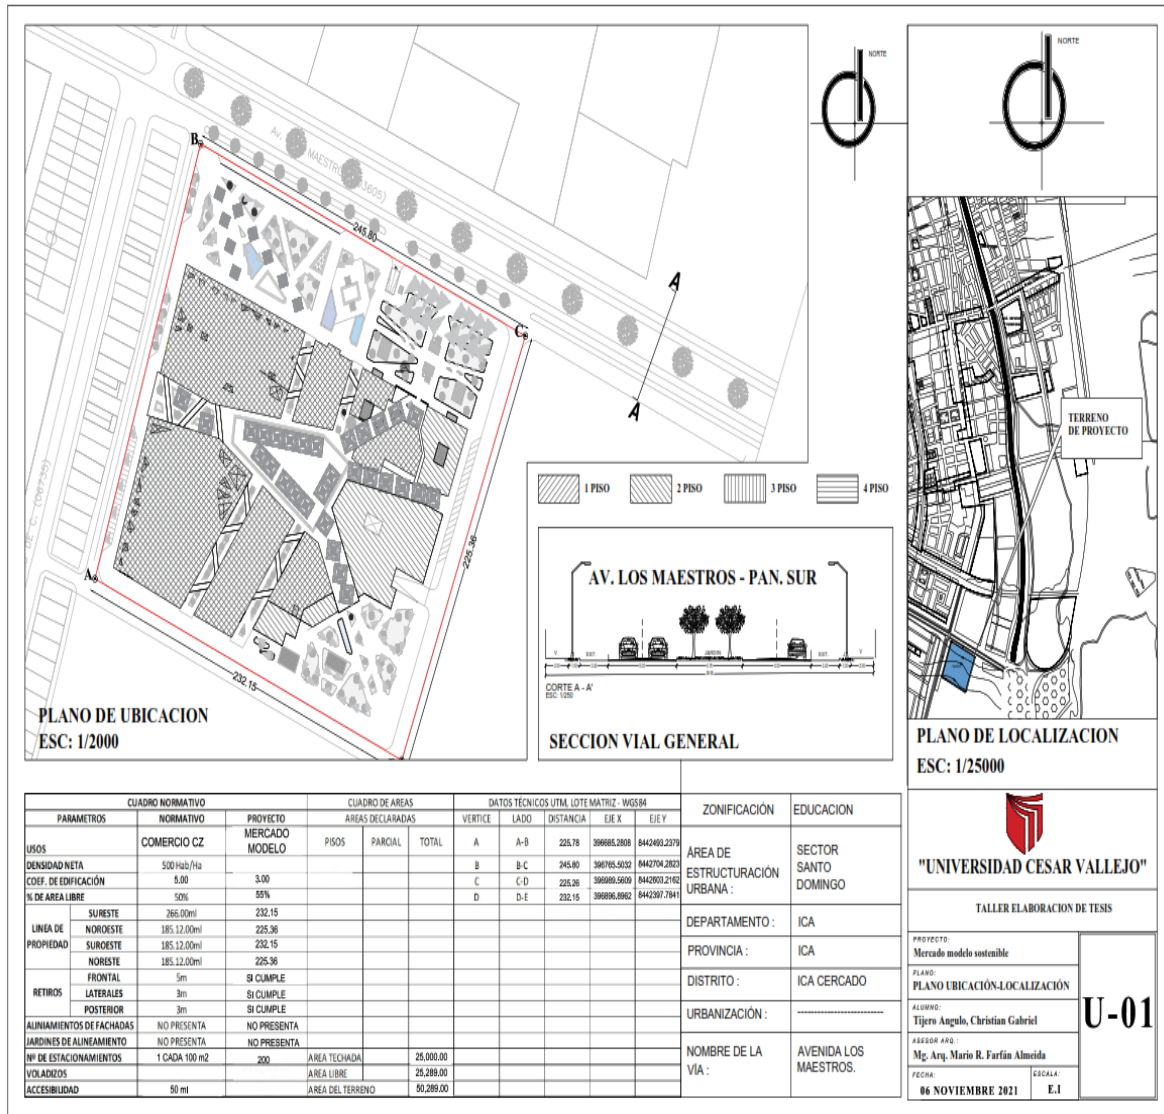 NORTE
NORTE
B
Av.
MAESTRO
3605)
245.80
A
C
A
TERRENO
DE PROYECTO
1 PISO
2 PISO
3 PISO
4 PISO
DE C. (06775)
225.36
A
232.15
AV. LOS MAESTROS - PAN. SUR
V
EST.
JARDIN
EST.
V
CORTE A - A'
ESC: 1/250
PLANO DE UBICACION
ESC: 1/2000
SECCION VIAL GENERAL
PLANO DE LOCALIZACION
ESC: 1/25000
CUADRO NORMATIVO
PARAMETROS NORMATIVO PROYECTO
USOS COMERCIO CZ MERCADO MODELO
DENSIDAD NETA 500 Hab/Ha
COEF. DE EDIFICACIÓN 5.00 3.00
% DE AREA LIBRE 50% 55%
LINEA DE PROPIEDAD
SURESTE 266.00ml 232.15
NOROESTE 185.12.00ml 225.36
SUROESTE 185.12.00ml 232.15
NORESTE 185.12.00ml 225.36
RETIROS
FRONTAL 5m SI CUMPLE
LATERALES 3m SI CUMPLE
POSTERIOR 3m SI CUMPLE
ALINIAMIENTOS DE FACHADAS NO PRESENTA NO PRESENTA
JARDINES DE ALINEAMIENTO NO PRESENTA NO PRESENTA
Nº DE ESTACIONAMIENTOS 1 CADA 100 m2 200
VOLADIZOS
ACCESIBILIDAD 50 ml
CUADRO DE AREAS
AREAS DECLARADAS
PISOS PARCIAL TOTAL
AREA TECHADA 25,000.00
AREA LIBRE 25,289.00
AREA DEL TERRENO 50,289.00
DATOS TÉCNICOS UTM, LOTE MATRIZ - WGS84
VERTICE LADO DISTANCIA EJE X EJE Y
A A-B 225.78 396685.2808 8442493.2379
B B-C 245.80 396765.5032 8442704.2823
C C-D 225.26 396989.5609 8442603.2162
D D-E 232.15 396896.8962 8442397.7841
ZONIFICACIÓN EDUCACION
ÁREA DE ESTRUCTURACIÓN URBANA : SECTOR SANTO DOMINGO
DEPARTAMENTO : ICA
PROVINCIA : ICA
DISTRITO : ICA CERCADO
URBANIZACIÓN : ------------------------
NOMBRE DE LA VÍA : AVENIDA LOS MAESTROS.
"UNIVERSIDAD CESAR VALLEJO"
TALLER ELABORACION DE TESIS
PROYECTO:
Mercado modelo sostenible
PLANO:
PLANO UBICACIÓN-LOCALIZACIÓN
ALUMNO:
Tijero Angulo, Christian Gabriel
ASESOR ARQ.:
Mg. Arq. Mario R. Farfán Almeida
FECHA:
06 NOVIEMBRE 2021
ESCALA:
E.I
U-01